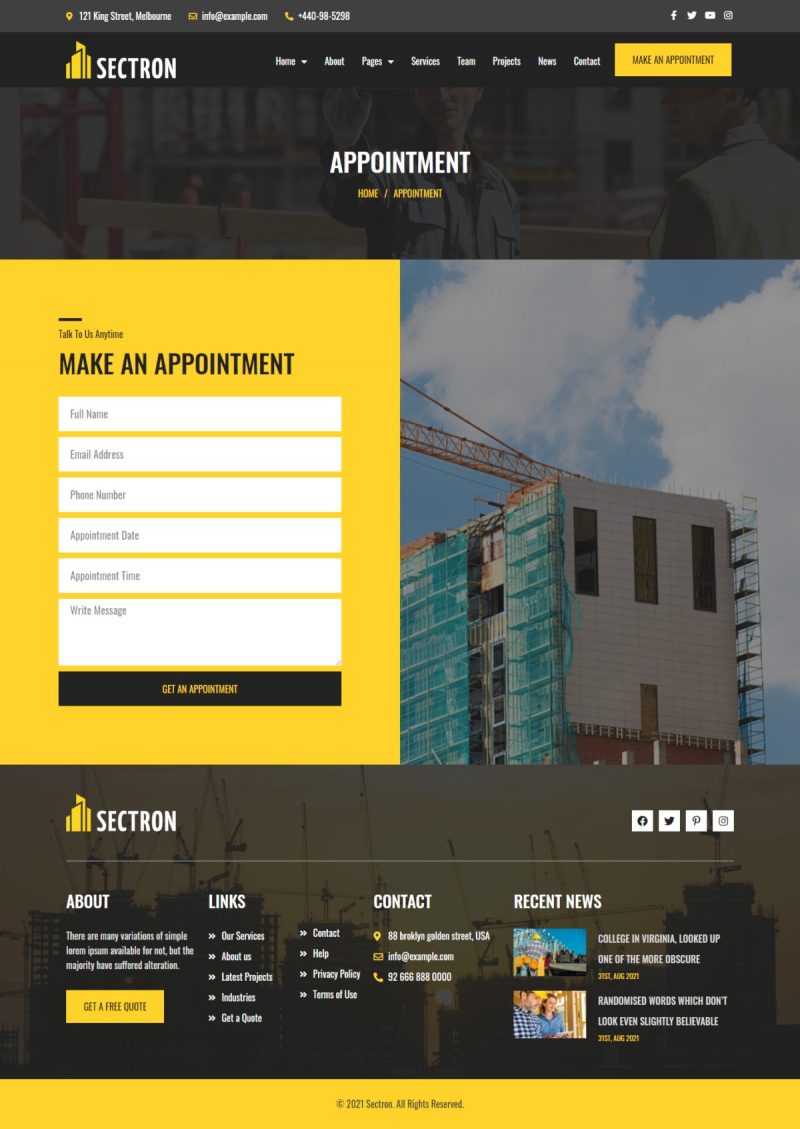 121 King Street, Melbourne info@example.com +440-98-5298
SECTRON
Home About Pages Services Team Projects News Contact MAKE AN APPOINTMENT
APPOINTMENT
HOME / APPOINTMENT
Talk To Us Anytime
MAKE AN APPOINTMENT
Full Name
Email Address
Phone Number
Appointment Date
Appointment Time
Write Message
GET AN APPOINTMENT
SECTRON
ABOUT
There are many variations of simple
lorem ipsum available for not, but the
majority have suffered alteration.
GET A FREE QUOTE
LINKS
Our Services
About us
Latest Projects
Industries
Get a Quote
Contact
Help
Privacy Policy
Terms of Use
CONTACT
88 broklyn golden street, USA
info@example.com
92 666 888 0000
RECENT NEWS
COLLEGE IN VIRGINIA, LOOKED UP
ONE OF THE MORE OBSCURE
31ST, AUG 2021
RANDOMISED WORDS WHICH DON'T
LOOK EVEN SLIGHTLY BELIEVABLE
31ST, AUG 2021
© 2021 Sectron. All Rights Reserved.